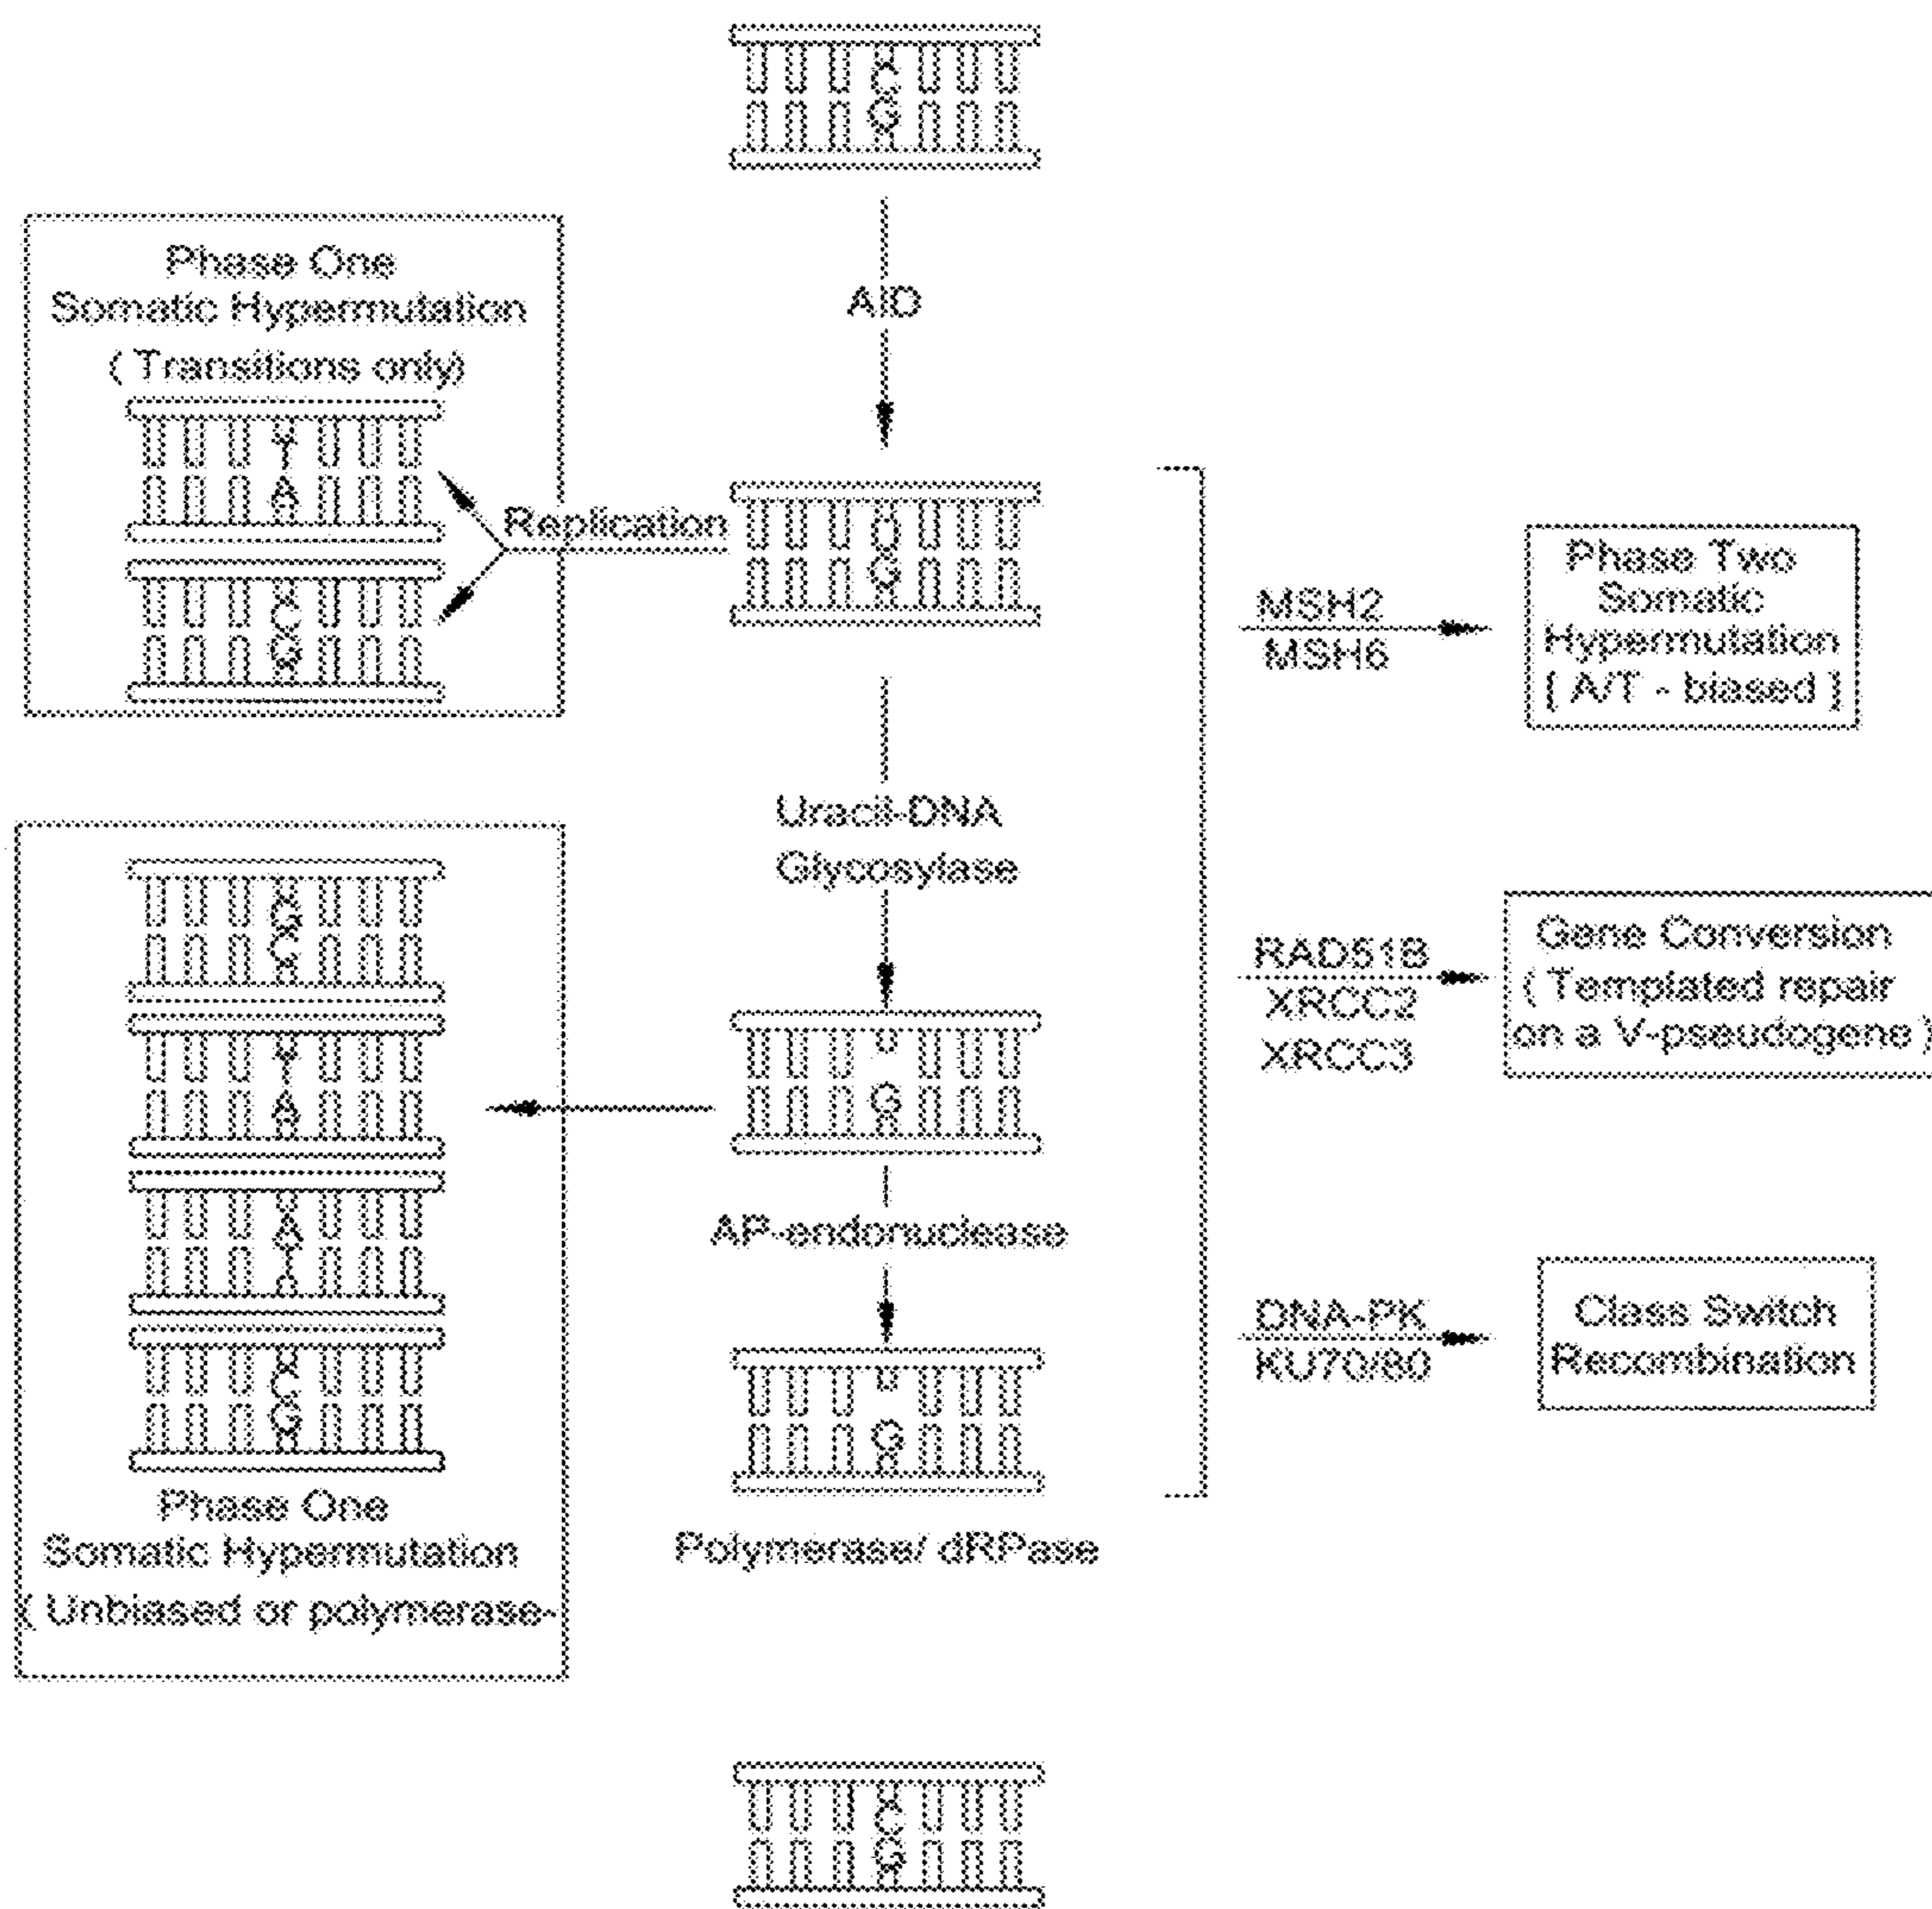 C
G
AID
Phase One
Somatic Hypermutation
( Transitions only)
T
A
C
G
Replication
U
G
MSH2
MSH6
Phase Two
Somatic
Hypermutation
[ A/T - biased ]
Uracil-DNA
Glycosylase
G
C
T
A
A
T
C
G
Phase One
Somatic Hypermutation
( Unbiased or polymerase-
G
AP-endonuclease
G
Polymerase/ dRPase
C
G
RAD51B
XRCC2
XRCC3
Gene Conversion
( Templated repair
on a V-pseudogene )
DNA-PK
KU70/80
Class Switch
Recombination